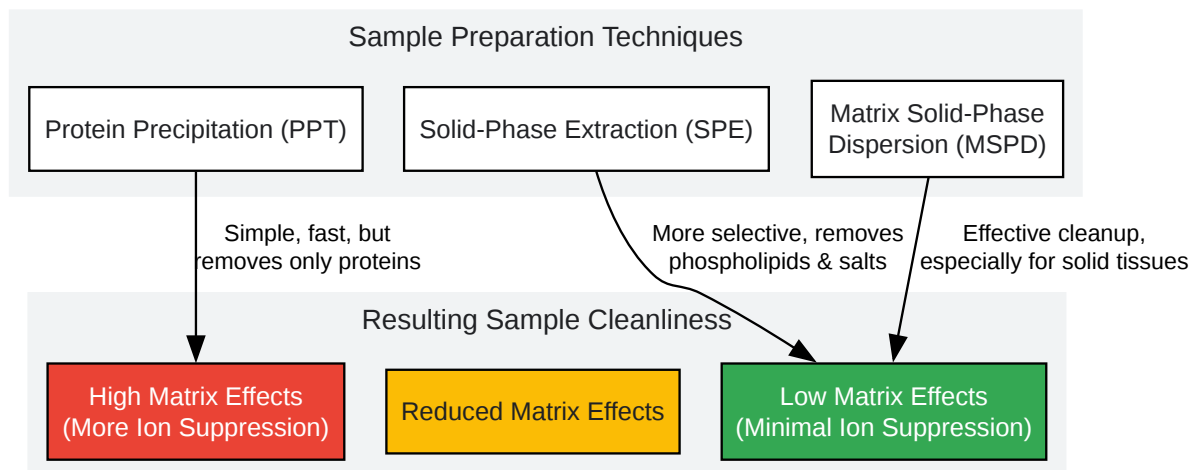 Sample Preparation Techniques
Protein Precipitation (PPT)
Solid-Phase Extraction (SPE)
Matrix Solid-Phase
Dispersion (MSPD)
Simple, fast, but
removes only proteins
More selective, removes
phospholipids & salts
Effective cleanup,
especially for solid tissues
Resulting Sample Cleanliness
High Matrix Effects
(More Ion Suppression)
Reduced Matrix Effects
Low Matrix Effects
(Minimal Ion Suppression)